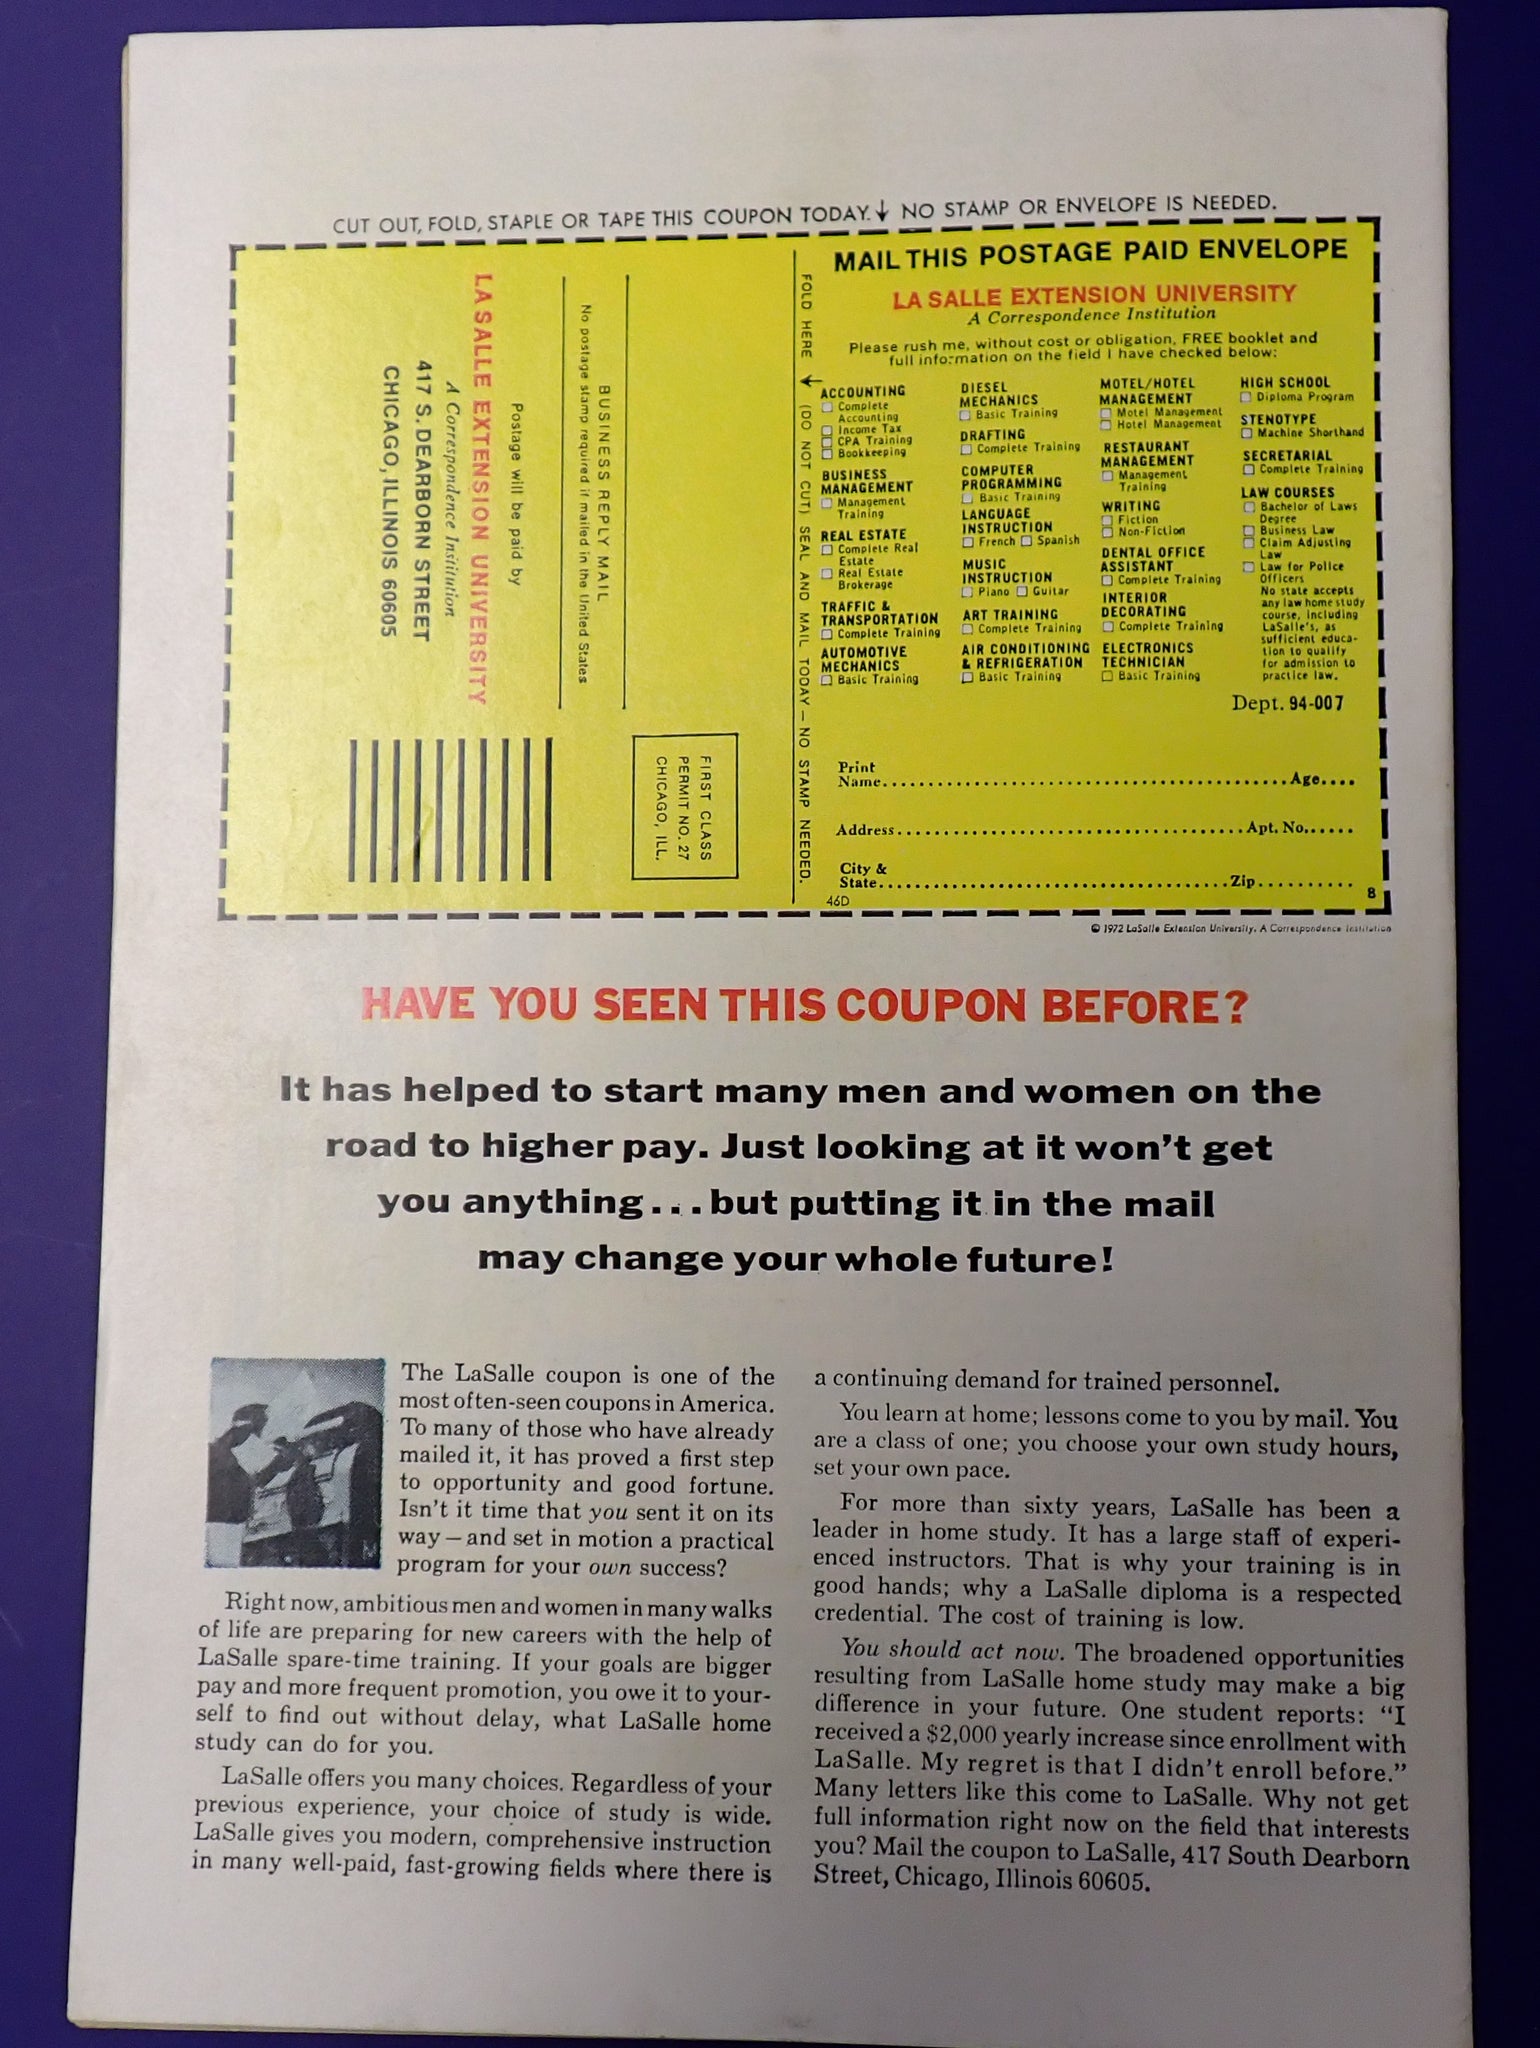 CUT OUT, FOLD, STAPLE OR TAPE THIS COUPON TODAY. ↓ NO STAMP OR ENVELOPE IS NEEDED.
LA SALLE EXTENSION UNIVERSITY
A Correspondence Institution
417 S. DEARBORN STREET
CHICAGO, ILLINOIS 60605
Postage will be paid by
No postage stamp required if mailed in the United States
BUSINESS REPLY MAIL
FIRST CLASS
PERMIT NO. 27
CHICAGO, ILL.
FOLD HERE (DO NOT CUT) SEAL AND MAIL TODAY — NO STAMP NEEDED.
MAIL THIS POSTAGE PAID ENVELOPE
LA SALLE EXTENSION UNIVERSITY
A Correspondence Institution
Please rush me, without cost or obligation, FREE booklet and
full information on the field I have checked below:
ACCOUNTING
Complete
Accounting
Income Tax
CPA Training
Bookkeeping
BUSINESS
MANAGEMENT
Management
Training
REAL ESTATE
Complete Real
Estate
Real Estate
Brokerage
TRAFFIC &
TRANSPORTATION
Complete Training
AUTOMOTIVE
MECHANICS
Basic Training
DIESEL
MECHANICS
Basic Training
DRAFTING
Complete Training
COMPUTER
PROGRAMMING
Basic Training
LANGUAGE
INSTRUCTION
French Spanish
MUSIC
INSTRUCTION
Piano Guitar
ART TRAINING
Complete Training
AIR CONDITIONING
& REFRIGERATION
Basic Training
MOTEL/HOTEL
MANAGEMENT
Motel Management
Hotel Management
RESTAURANT
MANAGEMENT
Management
Training
WRITING
Fiction
Non-Fiction
DENTAL OFFICE
ASSISTANT
Complete Training
INTERIOR
DECORATING
Complete Training
ELECTRONICS
TECHNICIAN
Basic Training
HIGH SCHOOL
Diploma Program
STENOTYPE
Machine Shorthand
SECRETARIAL
Complete Training
LAW COURSES
Bachelor of Laws
Degree
Business Law
Claim Adjusting
Law
Law for Police
Officers
No state accepts
any law home study
course, including
LaSalle's, as
sufficient educa-
tion to qualify
for admission to
practice law.
Dept. 94-007
Print
Name Age
Address Apt. No.
City &
State Zip
46D 8
© 1972 LaSalle Extension University, A Correspondence Institution
HAVE YOU SEEN THIS COUPON BEFORE?
It has helped to start many men and women on the
road to higher pay. Just looking at it won't get
you anything...but putting it in the mail
may change your whole future!
The LaSalle coupon is one of the
most often-seen coupons in America.
To many of those who have already
mailed it, it has proved a first step
to opportunity and good fortune.
Isn't it time that you sent it on its
way — and set in motion a practical
program for your own success?
Right now, ambitious men and women in many walks
of life are preparing for new careers with the help of
LaSalle spare-time training. If your goals are bigger
pay and more frequent promotion, you owe it to your-
self to find out without delay, what LaSalle home
study can do for you.
LaSalle offers you many choices. Regardless of your
previous experience, your choice of study is wide.
LaSalle gives you modern, comprehensive instruction
in many well-paid, fast-growing fields where there is
a continuing demand for trained personnel.
You learn at home; lessons come to you by mail. You
are a class of one; you choose your own study hours,
set your own pace.
For more than sixty years, LaSalle has been a
leader in home study. It has a large staff of experi-
enced instructors. That is why your training is in
good hands; why a LaSalle diploma is a respected
credential. The cost of training is low.
You should act now. The broadened opportunities
resulting from LaSalle home study may make a big
difference in your future. One student reports: "I
received a $2,000 yearly increase since enrollment with
LaSalle. My regret is that I didn't enroll before."
Many letters like this come to LaSalle. Why not get
full information right now on the field that interests
you? Mail the coupon to LaSalle, 417 South Dearborn
Street, Chicago, Illinois 60605.